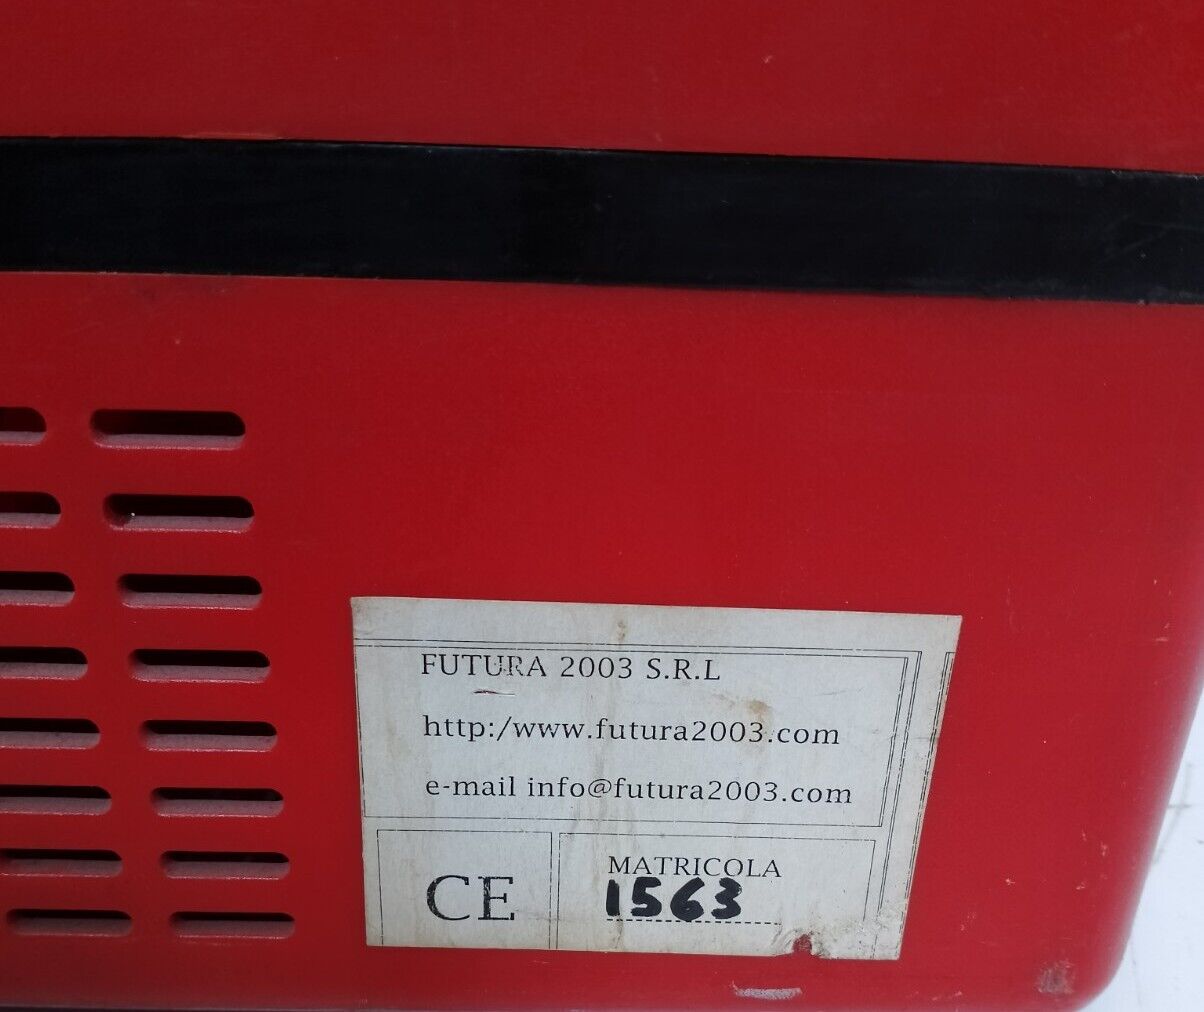 FUTURA 2003 S.R.L
http:/www.futura2003.com
e-mail info@futura2003.com
CE
MATRICOLA
1563